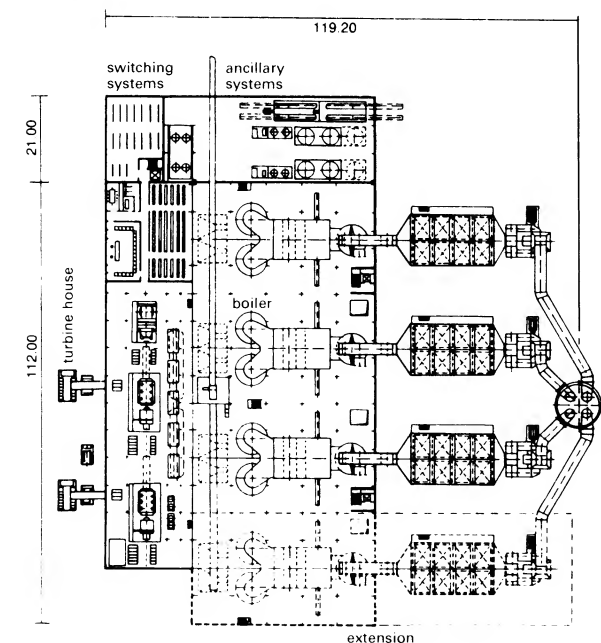 119.20
switching
systems
ancillary
systems
21.00
112.00
turbine house
boiler
extension